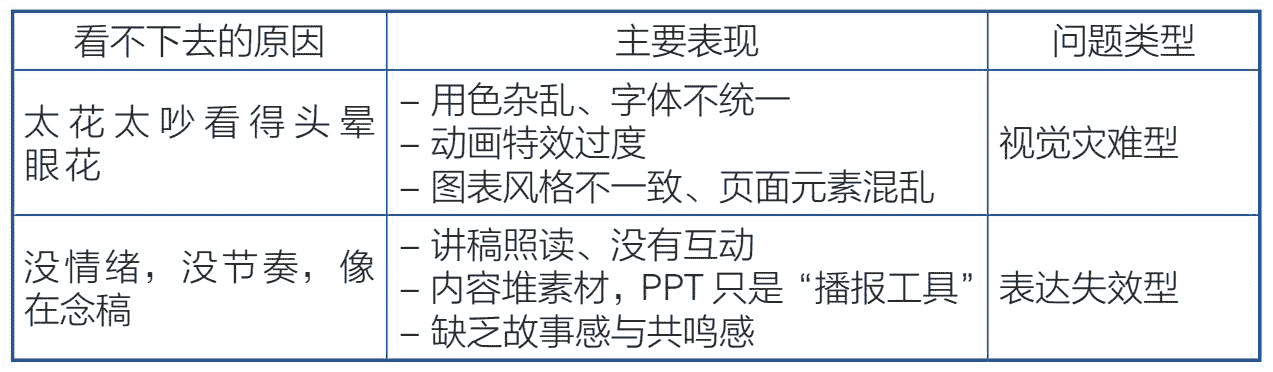 看不下去的原因 主要表现 问题类型
太花太吵看得头晕
眼花
– 用色杂乱、字体不统一
– 动画特效过度
– 图表风格不一致、页面元素混乱
视觉灾难型
没情绪，没节奏，像
在念稿
– 讲稿照读、没有互动
– 内容堆素材，PPT 只是“播报工具”
– 缺乏故事感与共鸣感
表达失效型